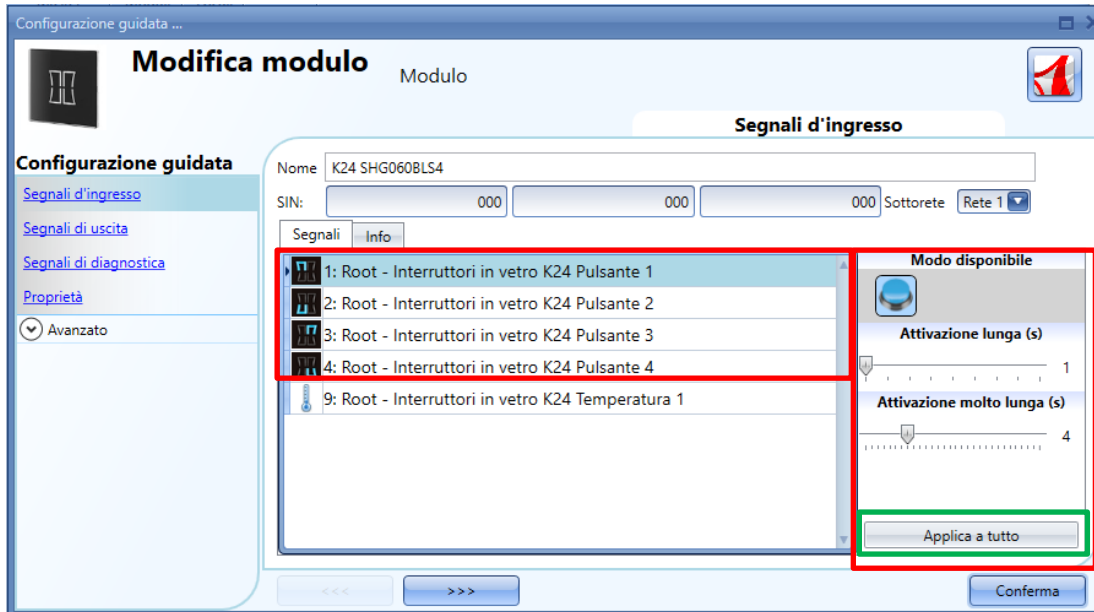 Configurazione guidata ...
Modifica modulo
Modulo
Segnali d'ingresso
Configurazione guidata
Segnali d'ingresso
Segnali di uscita
Segnali di diagnostica
Proprietà
Avanzato
Nome K24 SHG060BLS4
SIN: 000 000 000 Sottorete Rete 1
Segnali Info
1: Root - Interruttori in vetro K24 Pulsante 1
2: Root - Interruttori in vetro K24 Pulsante 2
3: Root - Interruttori in vetro K24 Pulsante 3
4: Root - Interruttori in vetro K24 Pulsante 4
9: Root - Interruttori in vetro K24 Temperatura 1
Modo disponibile
Attivazione lunga (s)
1
Attivazione molto lunga (s)
4
Applica a tutto
<<< >>> Conferma